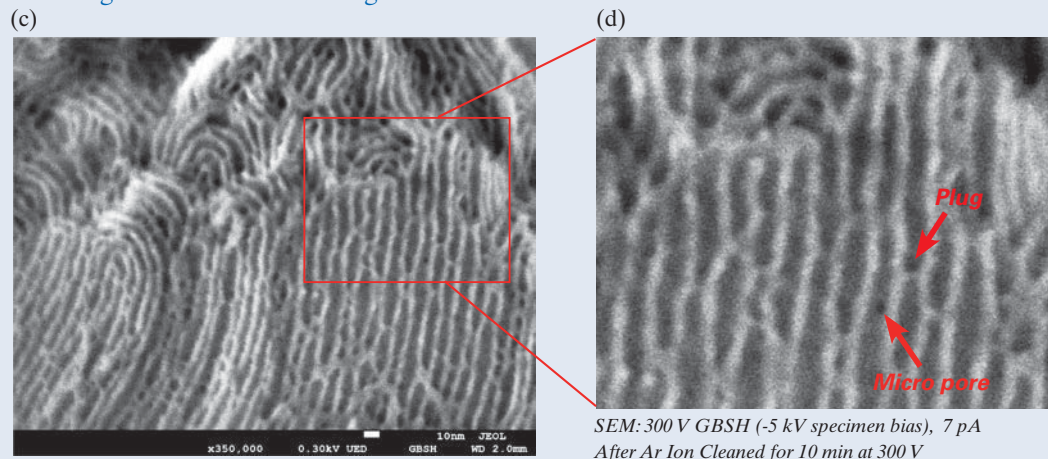 (c)
(d)
Plug
Micro pore
10nm JEOL
x350,000 0.30kV UED GBSH WD 2.0mm
SEM: 300 V GBSH (-5 kV specimen bias), 7 pA
After Ar Ion Cleaned for 10 min at 300 V